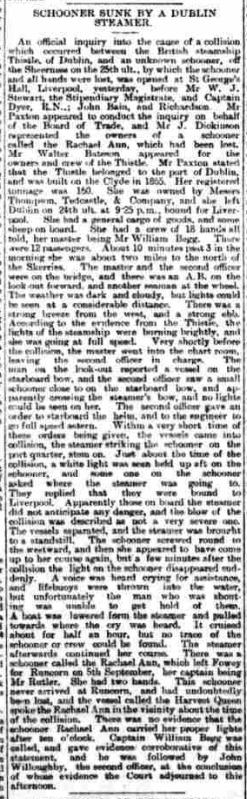 SCHOONER SUNK BY A DUBLIN
STEAMER.
An official inquiry into the cause of a collision
which occurred between the British steamship
Thistle, of Dublin, and an unknown schooner, off
the Skerries on the 25th ult., by which the schooner
and all hands were lost, was opened at St George's
Hall, Liverpool, yesterday, before Mr W. J.
Stewart, the Stipendiary Magistrate, and Captain
Dyer, R.N.; John Bain, and Richardson. Mr
Paxton appeared to conduct the inquiry on behalf
of the Board of Trade, and Mr J. Dickinson
represented the owners of a schooner
called the Rachael Ann, which had been lost.
Mr Walter Bateson appeared for the
owners and crew of the Thistle. Mr Paxton stated
that the Thistle belonged to the port of Dublin,
and was built on the Clyde in 1865. Her registered
tonnage was 160. She was owned by Messrs
Thompson, Tedcastle, & Company, and she left
Dublin on 24th ult. at 9·25 p.m., bound for Liver-
pool. She had a general cargo of goods, and some
sheep on board. She had a crew of 18 hands all
told, her master being Mr William Begg. There
were 12 passengers. About 10 minutes past 3 in the
morning she was about two miles to the north of
the Skerries. The master and the second officer
were on the bridge, and there was an A.B. on the
look-out forward, and another seaman at the wheel.
The weather was dark and cloudy, but lights could
be seen at a considerable distance. There was a
strong breeze from the west, and a strong ebb.
According to the evidence from the Thistle, the
lights of the steamship were burning brightly, and
she was going at full speed. Very shortly before
the collision, the master went into the chart room,
leaving the second officer in charge. The
man on the look-out reported a vessel on the
starboard bow, and the second officer saw a small
schooner close to on the starboard bow, and ap-
parently crossing the steamer's bow, and no lights
could be seen on her. The second officer gave an
order to starboard the helm, and to the engineer to
go full speed astern. Within a very short time of
these orders being given, the vessels came into
collision, the steamer striking the schooner on the
port quarter, stem on. Just about the time of the
collision, a white light was seen held up aft on the
schooner, and some one on the schooner
asked where the steamer was going to.
They replied that they were bound to
Liverpool. Apparently those on board the steamer
did not anticipate any danger, and the blow of the
collision was described as not a very severe one.
The vessels separated, and the steamer was brought
to a standstill. The schooner screwed round to
the westward, and then she appeared to have come
up to her course again, but a few minutes after the
collision the light on the schooner disappeared sud-
denly. A voice was heard crying for assistance,
and lifebuoys were thrown into the water,
but unfortunately the man who was shout-
ing was unable to get hold of them.
A boat was lowered form the steamer and pulled
towards where the cry was heard. It cruised
about for half an hour, but no trace of the
schooner or crew could be found. The steamer
afterwards continued her course. There was a
schooner called the Rachael Ann, which left Fowey
for Runcorn on 5th September, her captain being
Mr Rutter. She had two hands. This schooner
never arrived at Runcorn, and had undoubtedly
been lost, and the vessel called the Harvest Queen
spoke the Rachael Ann in the visinity about the time
of the collision. There was no evidence that the
schooner Rachael Ann carried her proper lights
after ten o'clock. Captain William Begg was
called, and gave evidence corroborative of this
statement, and he was followed by John
Willoughby, the second officer, at the conclusion
of whose evidence the Court adjourned to this
afternoon.